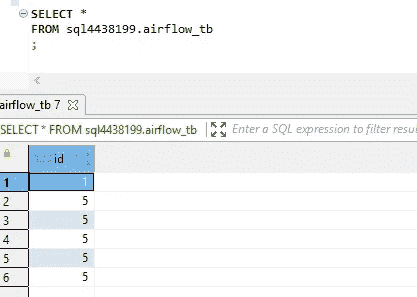 SELECT *
FROM sql4438199.airflow_tb
;
airflow_tb 7
SELECT * FROM sql4438199.airflow_tb Enter a SQL expression to filter resu
id
1 1
2 5
3 5
4 5
5 5
6 5